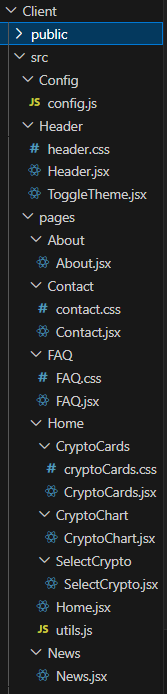 Client
public
src
Config
JS config.js
Header
# header.css
Header.jsx
ToggleTheme.jsx
pages
About
About.jsx
Contact
# contact.css
Contact.jsx
FAQ
# FAQ.css
FAQ.jsx
Home
CryptoCards
# cryptoCards.css
CryptoCards.jsx
CryptoChart
CryptoChart.jsx
SelectCrypto
SelectCrypto.jsx
Home.jsx
JS utils.js
News
News.jsx